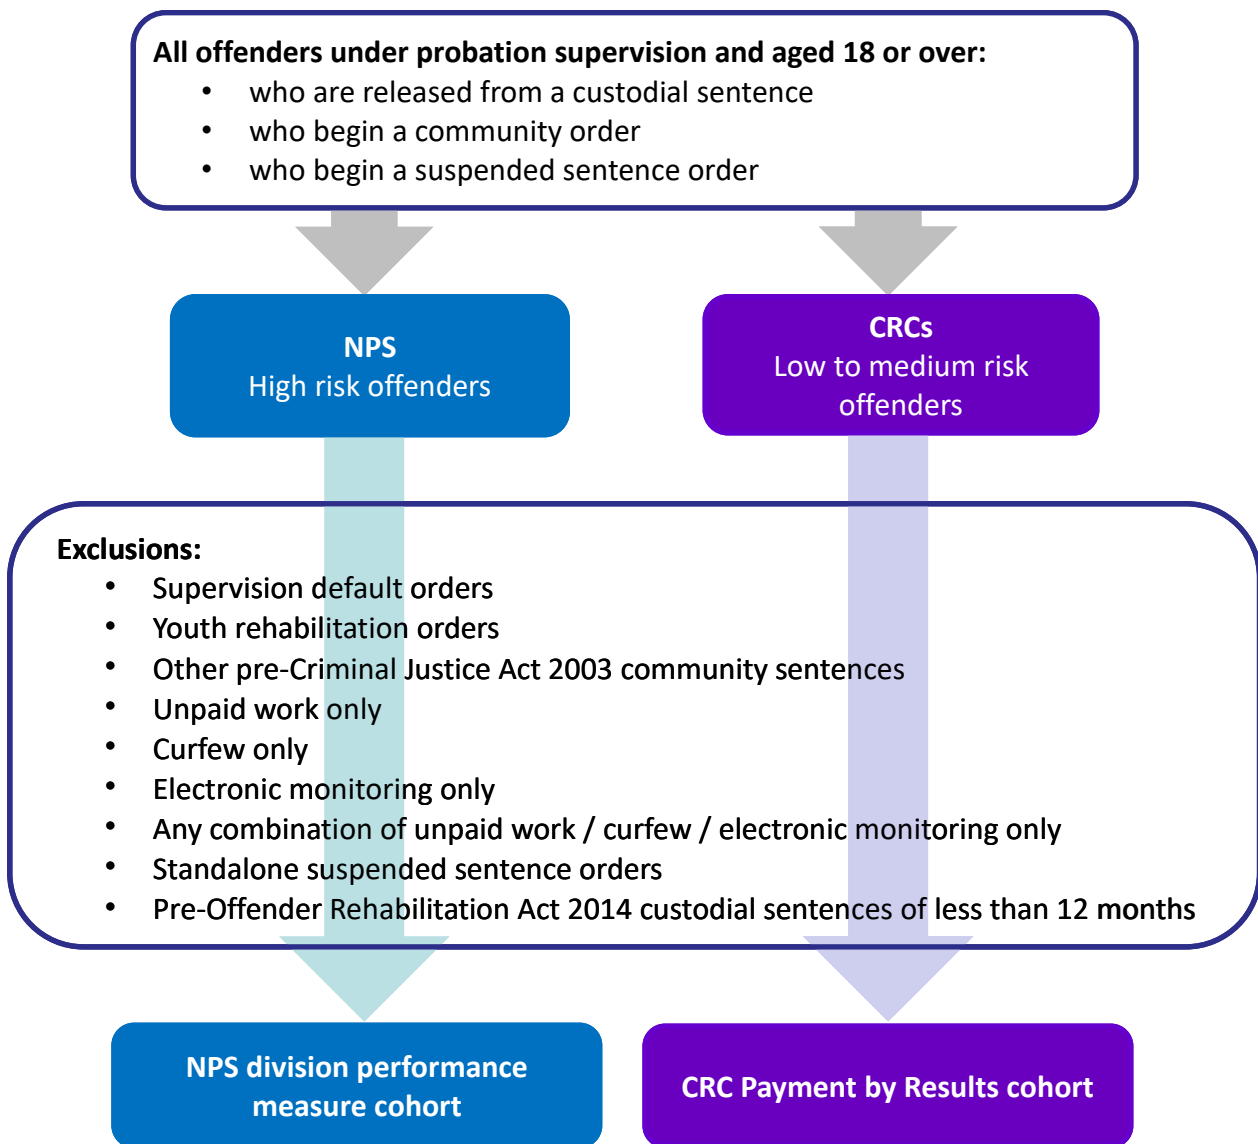 All offenders under probation supervision and aged 18 or over:
• who are released from a custodial sentence
• who begin a community order
• who begin a suspended sentence order
NPS
High risk offenders
CRCs
Low to medium risk
offenders
Exclusions:
• Supervision default orders
• Youth rehabilitation orders
• Other pre-Criminal Justice Act 2003 community sentences
• Unpaid work only
• Curfew only
• Electronic monitoring only
• Any combination of unpaid work / curfew / electronic monitoring only
• Standalone suspended sentence orders
• Pre-Offender Rehabilitation Act 2014 custodial sentences of less than 12 months
NPS division performance
measure cohort
CRC Payment by Results cohort